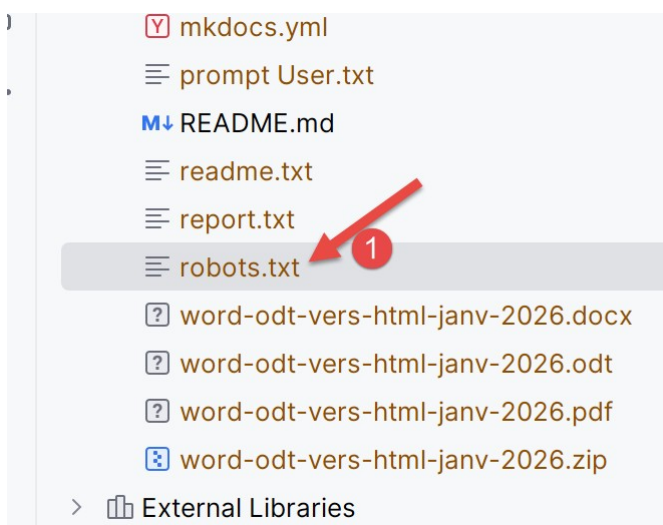 mkdocs.yml
prompt User.txt
M↓ README.md
readme.txt
report.txt
robots.txt
1
word-odt-vers-html-janv-2026.docx
word-odt-vers-html-janv-2026.odt
word-odt-vers-html-janv-2026.pdf
word-odt-vers-html-janv-2026.zip
External Libraries